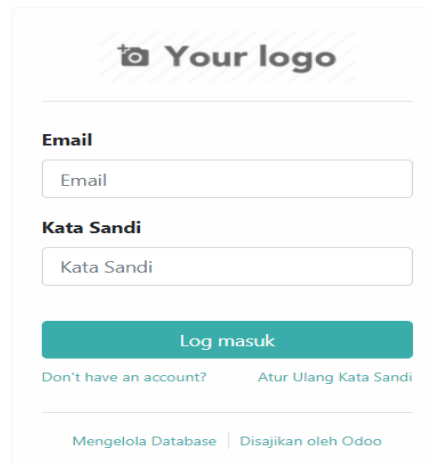 Your logo
Email
Email
Kata Sandi
Kata Sandi
Log masuk
Don't have an account? Atur Ulang Kata Sandi
Mengelola Database | Disajikan oleh Odoo